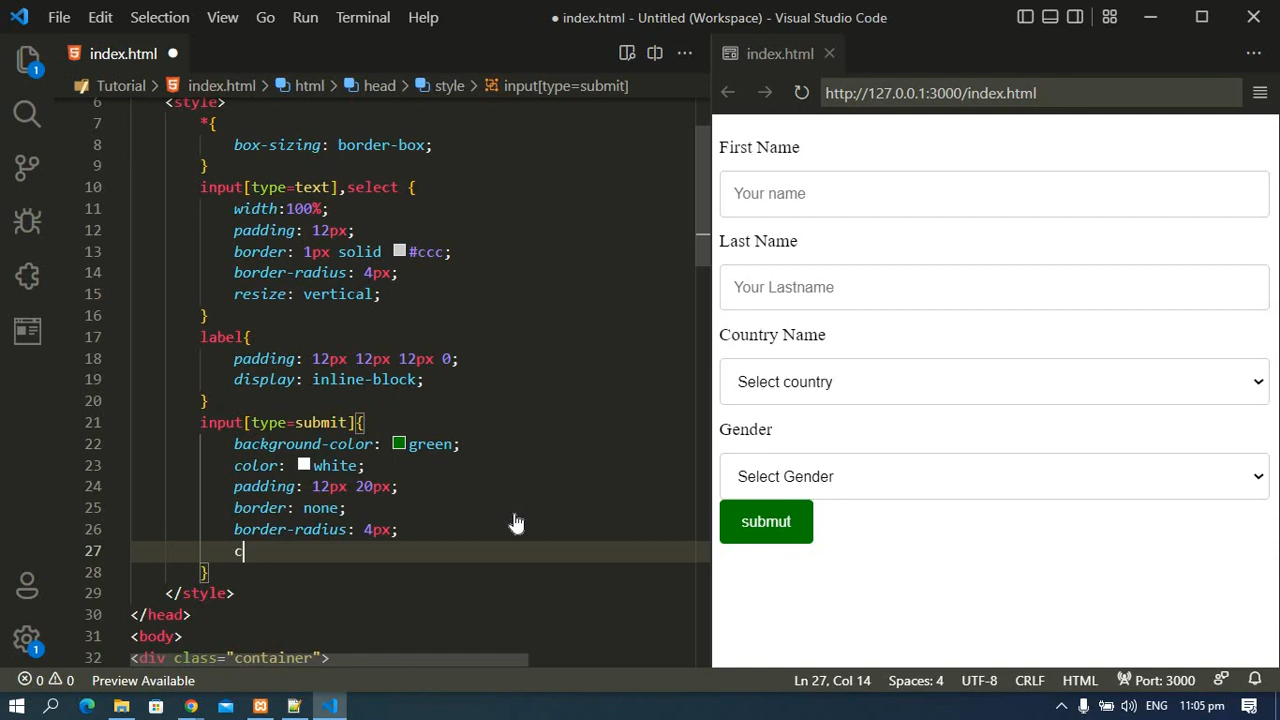 File Edit Selection View Go Run Terminal Help ● index.html - Untitled (Workspace) - Visual Studio Code
index.html ●
index.html
Tutorial > index.html > html > head > style > input[type=submit]
http://127.0.0.1:3000/index.html
6 <style>
7 *{
8 box-sizing: border-box;
9 }
10 input[type=text],select {
11 width:100%;
12 padding: 12px;
13 border: 1px solid #ccc;
14 border-radius: 4px;
15 resize: vertical;
16 }
17 label{
18 padding: 12px 12px 12px 0;
19 display: inline-block;
20 }
21 input[type=submit]{
22 background-color: green;
23 color: white;
24 padding: 12px 20px;
25 border: none;
26 border-radius: 4px;
27 c
28 }
29 </style>
30 </head>
31 <body>
32 <div class="container">
First Name
Your name
Last Name
Your Lastname
Country Name
Select country
Gender
Select Gender
submut
1
1
0 0 Preview Available Ln 27, Col 14 Spaces: 4 UTF-8 CRLF HTML Port: 3000
ENG 11:05 pm